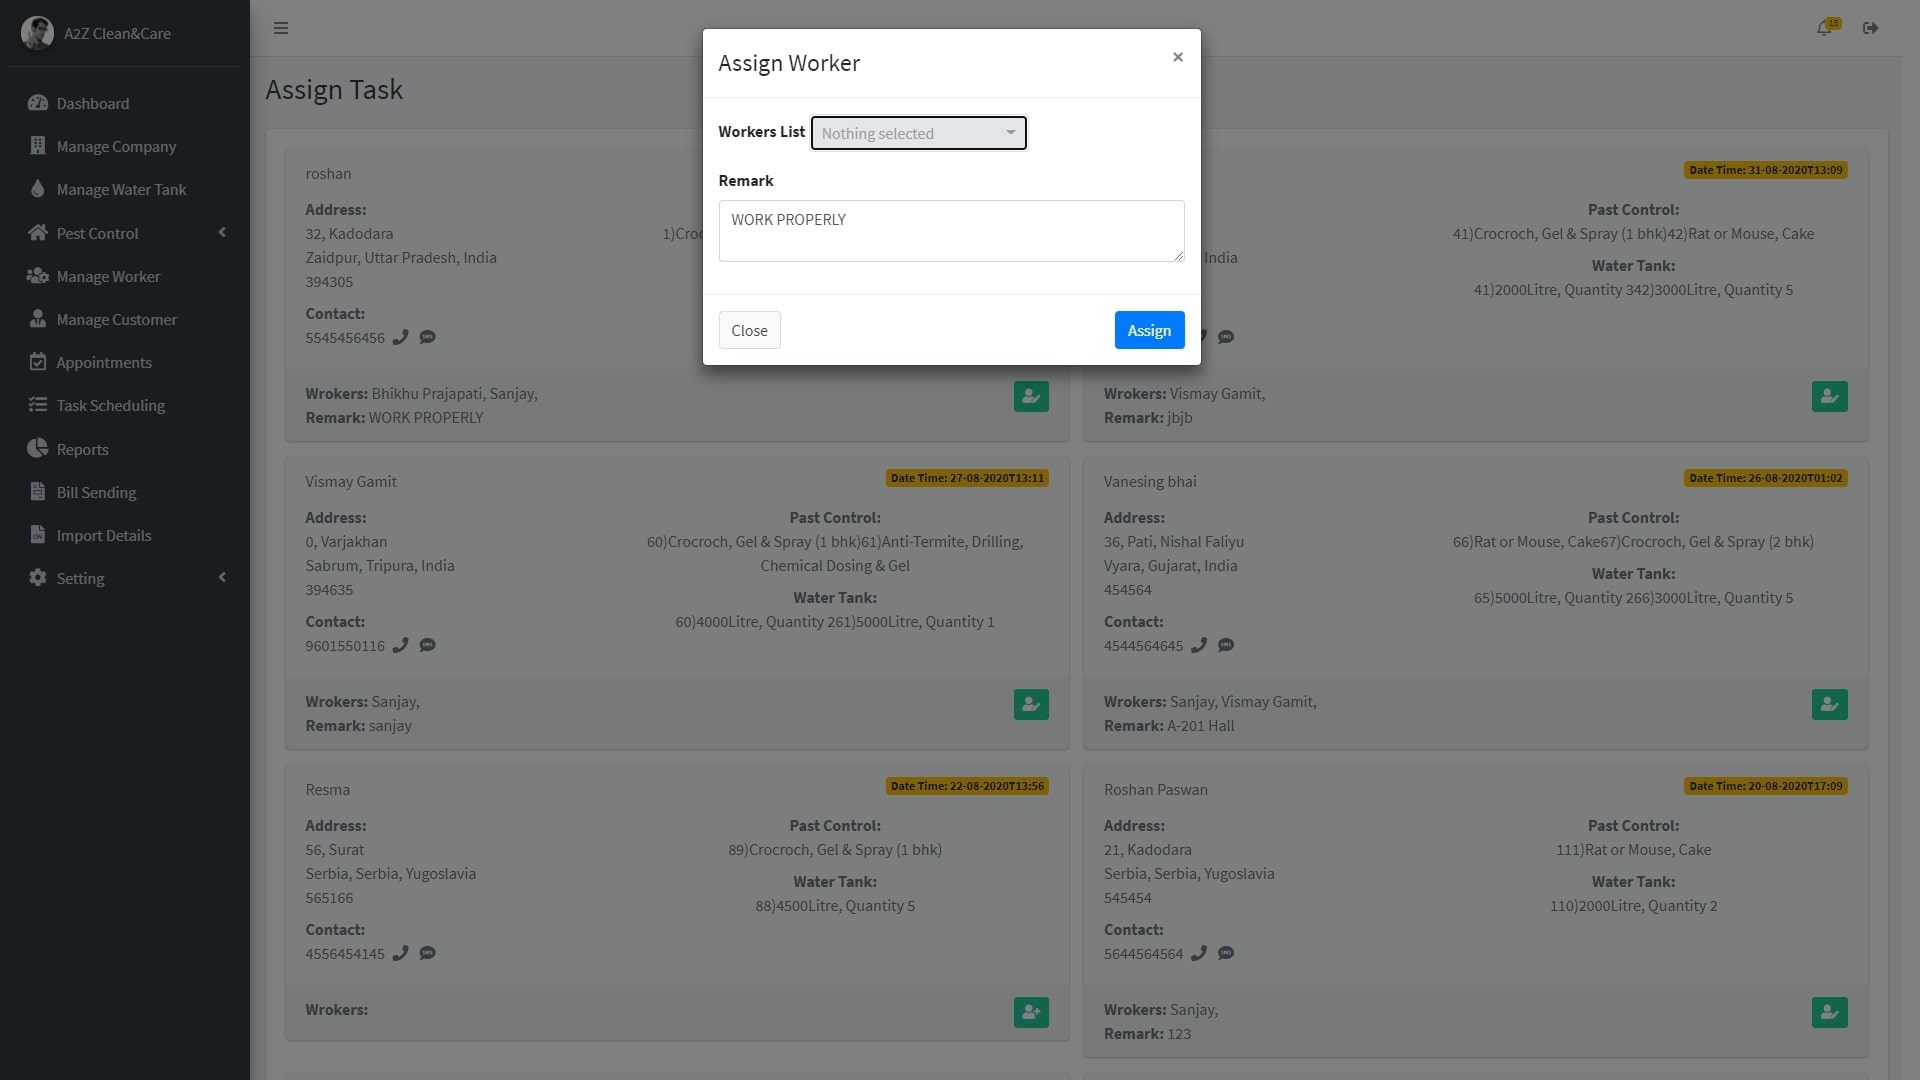 A2Z Clean&Care
Dashboard
Manage Company
Manage Water Tank
Pest Control
Manage Worker
Manage Customer
Appointments
Task Scheduling
Reports
Bill Sending
Import Details
Setting
13
Assign Task
Assign Worker
×
Workers List Nothing selected
Remark
WORK PROPERLY
Close
Assign
roshan
Address:
32, Kadodara
Zaidpur, Uttar Pradesh, India
394305
Contact:
5545456456
1)Croc
Wrokers: Bhikhu Prajapati, Sanjay,
Remark: WORK PROPERLY
Date Time: 31-08-2020T13:09
India
Past Control:
41)Crocroch, Gel & Spray (1 bhk)42)Rat or Mouse, Cake
Water Tank:
41)2000Litre, Quantity 342)3000Litre, Quantity 5
Wrokers: Vismay Gamit,
Remark: jbjb
Vismay Gamit
Date Time: 27-08-2020T13:11
Address:
0, Varjakhan
Sabrum, Tripura, India
394635
Contact:
9601550116
Past Control:
60)Crocroch, Gel & Spray (1 bhk)61)Anti-Termite, Drilling,
Chemical Dosing & Gel
Water Tank:
60)4000Litre, Quantity 261)5000Litre, Quantity 1
Wrokers: Sanjay,
Remark: sanjay
Vanesing bhai
Date Time: 26-08-2020T01:02
Address:
36, Pati, Nishal Faliyu
Vyara, Gujarat, India
454564
Contact:
4544564645
Past Control:
66)Rat or Mouse, Cake67)Crocroch, Gel & Spray (2 bhk)
Water Tank:
65)5000Litre, Quantity 266)3000Litre, Quantity 5
Wrokers: Sanjay, Vismay Gamit,
Remark: A-201 Hall
Resma
Date Time: 22-08-2020T13:56
Address:
56, Surat
Serbia, Serbia, Yugoslavia
565166
Contact:
4556454145
Past Control:
89)Crocroch, Gel & Spray (1 bhk)
Water Tank:
88)4500Litre, Quantity 5
Wrokers:
Roshan Paswan
Date Time: 20-08-2020T17:09
Address:
21, Kadodara
Serbia, Serbia, Yugoslavia
545454
Contact:
5644564564
Past Control:
111)Rat or Mouse, Cake
Water Tank:
110)2000Litre, Quantity 2
Wrokers: Sanjay,
Remark: 123